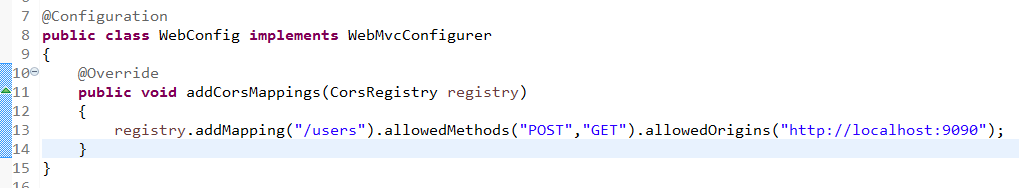 7 @Configuration
8 public class WebConfig implements WebMvcConfigurer
9 {
10 @Override
11 public void addCorsMappings(CorsRegistry registry)
12 {
13 registry.addMapping("/users").allowedMethods("POST","GET").allowedOrigins("http://localhost:9090");
14 }
15 }
16